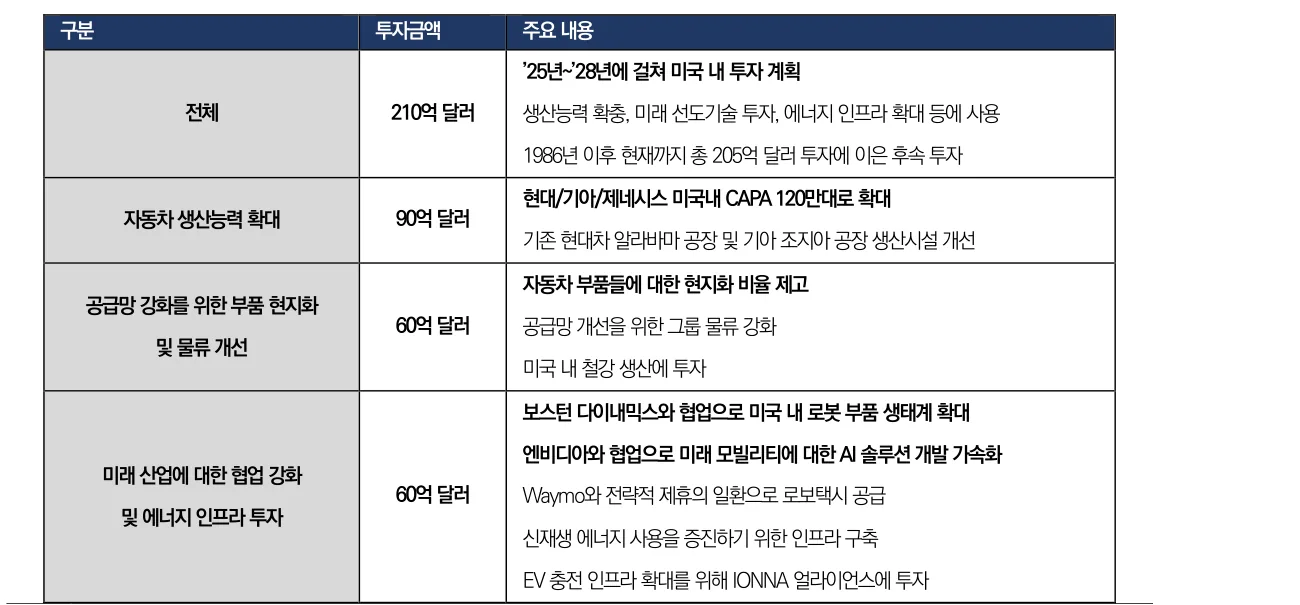 구분 투자금액 주요 내용
’25년~’28년에 걸쳐 미국 내 투자 계획
전체 210억 달러 생산능력 확충, 미래 선도기술 투자, 에너지 인프라 확대 등에 사용
1986년 이후 현재까지 총 205억 달러 투자에 이은 후속 투자
현대/기아/제네시스 미국내 CAPA 120만대로 확대
자동차 생산능력 확대 90억 달러
기존 현대차 알라바마 공장 및 기아 조지아 공장 생산시설 개선
자동차 부품들에 대한 현지화 비율 제고
공급망 강화를 위한 부품 현지화
및 물류 개선
60억 달러
공급망 개선을 위한 그룹 물류 강화
미국 내 철강 생산에 투자
보스턴 다이내믹스와 협업으로 미국 내 로봇 부품 생태계 확대
엔비디아와 협업으로 미래 모빌리티에 대한 AI 솔루션 개발 가속화
미래 산업에 대한 협업 강화
및 에너지 인프라 투자
60억 달러
Waymo와 전략적 제휴의 일환으로 로보택시 공급
신재생 에너지 사용을 증진하기 위한 인프라 구축
EV 충전 인프라 확대를 위해 IONNA 얼라이언스에 투자